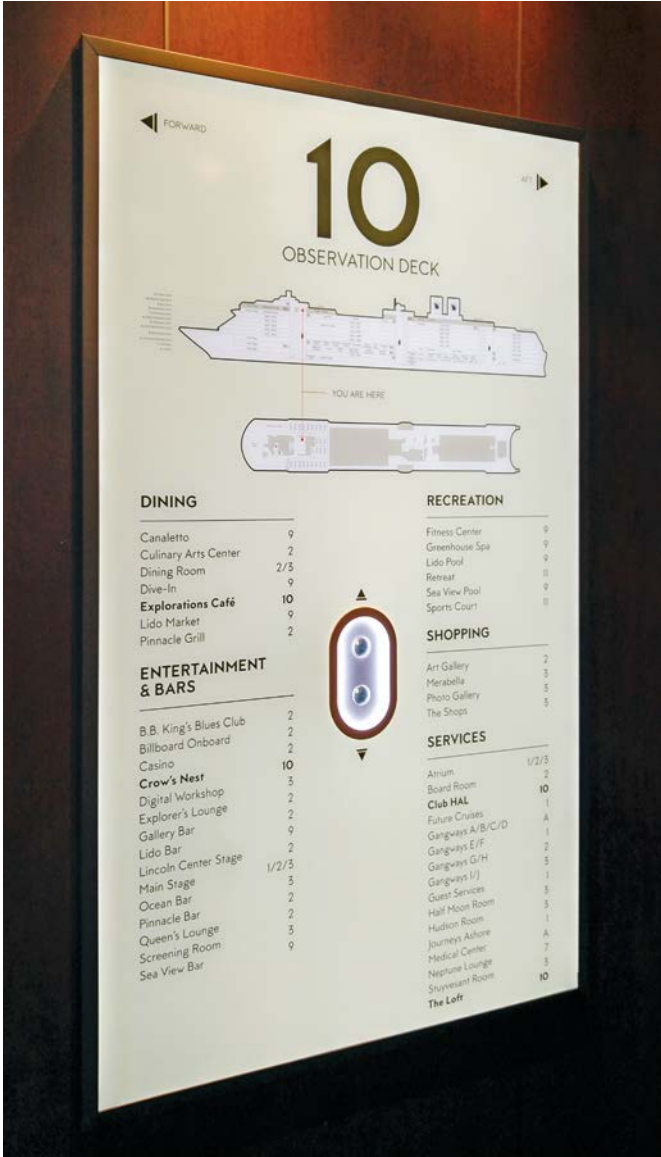 FORWARD
AFT
10
OBSERVATION DECK
YOU ARE HERE
DINING
Canaletto 9
Culinary Arts Center 2
Dining Room 2/3
Dive-In 9
Explorations Café 10
Lido Market 9
Pinnacle Grill 2
ENTERTAINMENT
& BARS
B.B. King's Blues Club 2
Billboard Onboard 2
Casino 2
Crow's Nest 10
Digital Workshop 3
Explorer's Lounge 2
Gallery Bar 2
Lido Bar 9
Lincoln Center Stage 2
Main Stage 1/2/3
Ocean Bar 3
Pinnacle Bar 2
Queen's Lounge 2
Screening Room 3
Sea View Bar 9
RECREATION
Fitness Center 9
Greenhouse Spa 9
Lido Pool 9
Retreat 11
Sea View Pool 9
Sports Court 11
SHOPPING
Art Gallery 2
Merabella 3
Photo Gallery 3
The Shops 3
SERVICES
Atrium 1/2/3
Board Room 2
Club HAL 10
Future Cruises 1
Gangways A/B/C/D A
Gangways E/F 1
Gangways G/H 2
Gangways I/J 3
Guest Services 1
Half Moon Room 3
Hudson Room 3
Journeys Ashore 1
Medical Center A
Neptune Lounge 7
Stuyvesant Room 3
The Loft 10